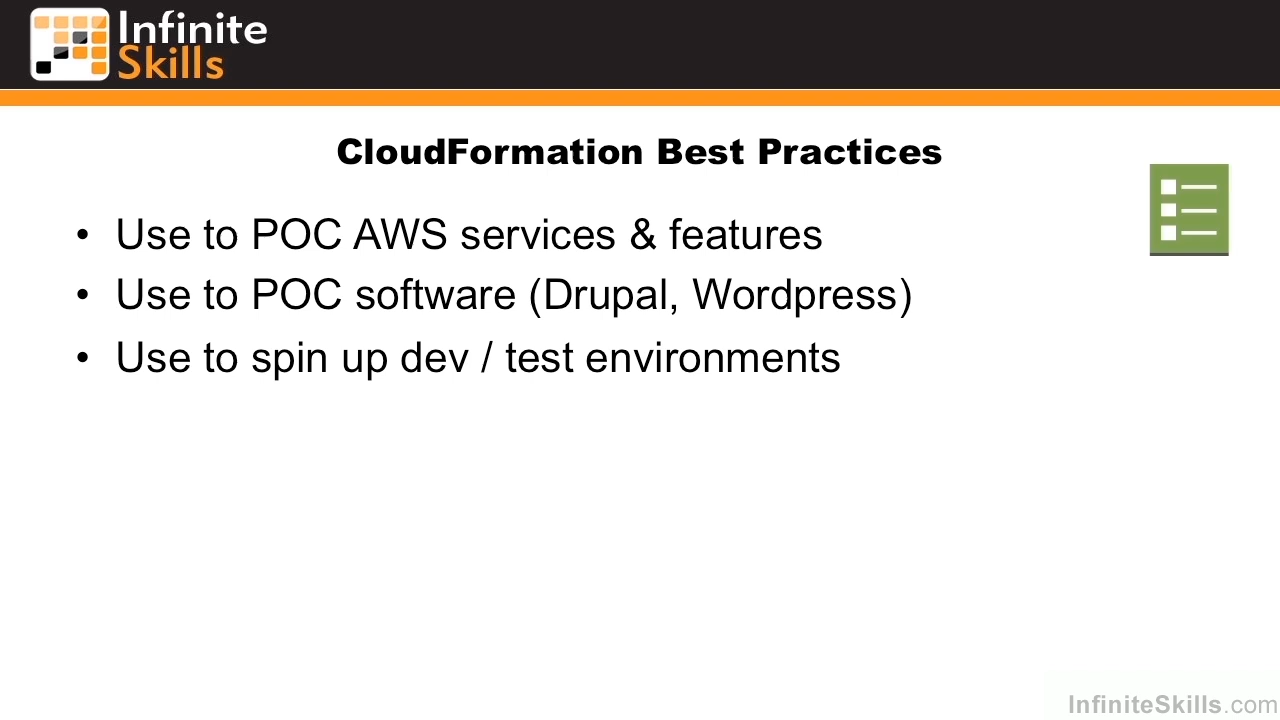 Infinite
Skills
CloudFormation Best Practices
• Use to POC AWS services & features
• Use to POC software (Drupal, Wordpress)
• Use to spin up dev / test environments
InfiniteSkills.com